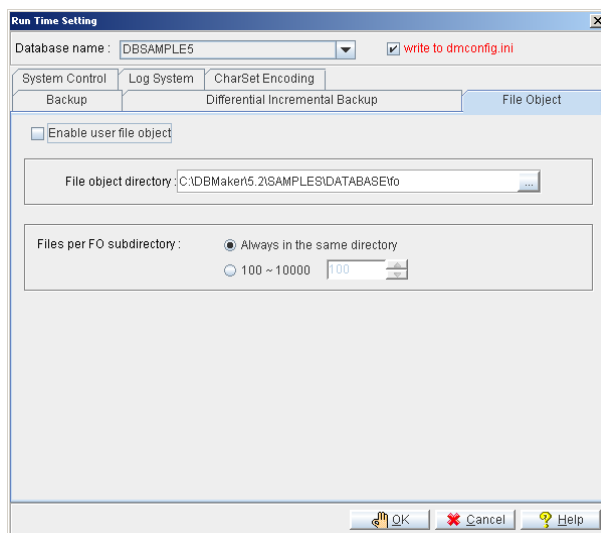 Run Time Setting
Database name : DBSAMPLE5 write to dmconfig.ini
System Control Log System CharSet Encoding
Backup Differential Incremental Backup File Object
Enable user file object
File object directory : C:\DBMaker\5.2\SAMPLES\DATABASE\fo ...
Files per FO subdirectory : Always in the same directory
100 ~ 10000 100
OK Cancel Help